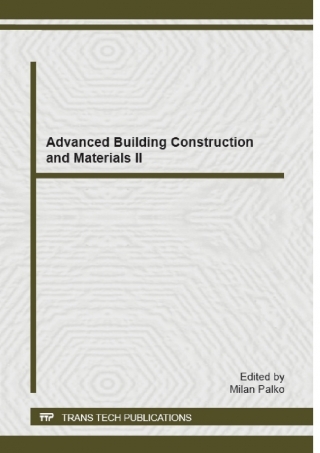 Advanced Building Construction
and Materials II
Edited by
Milan Palko
TTP TRANS TECH PUBLICATIONS